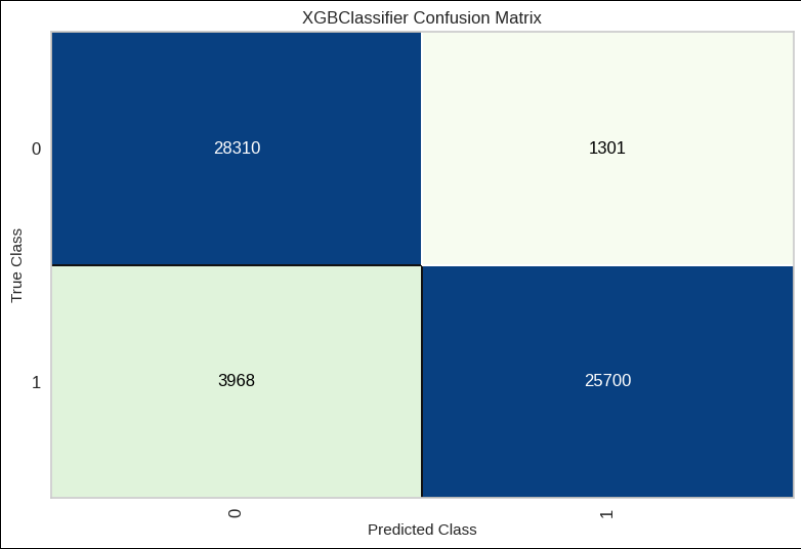 XGBClassifier Confusion Matrix
True Class
0
28310
1301
1
3968
25700
0
1
Predicted Class